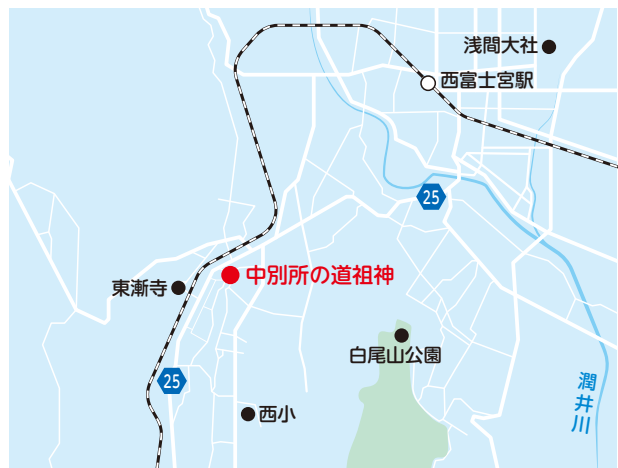 浅間大社
西富士宮駅
25
中別所の道祖神
東漸寺
白尾山公園
25
西小
潤井川